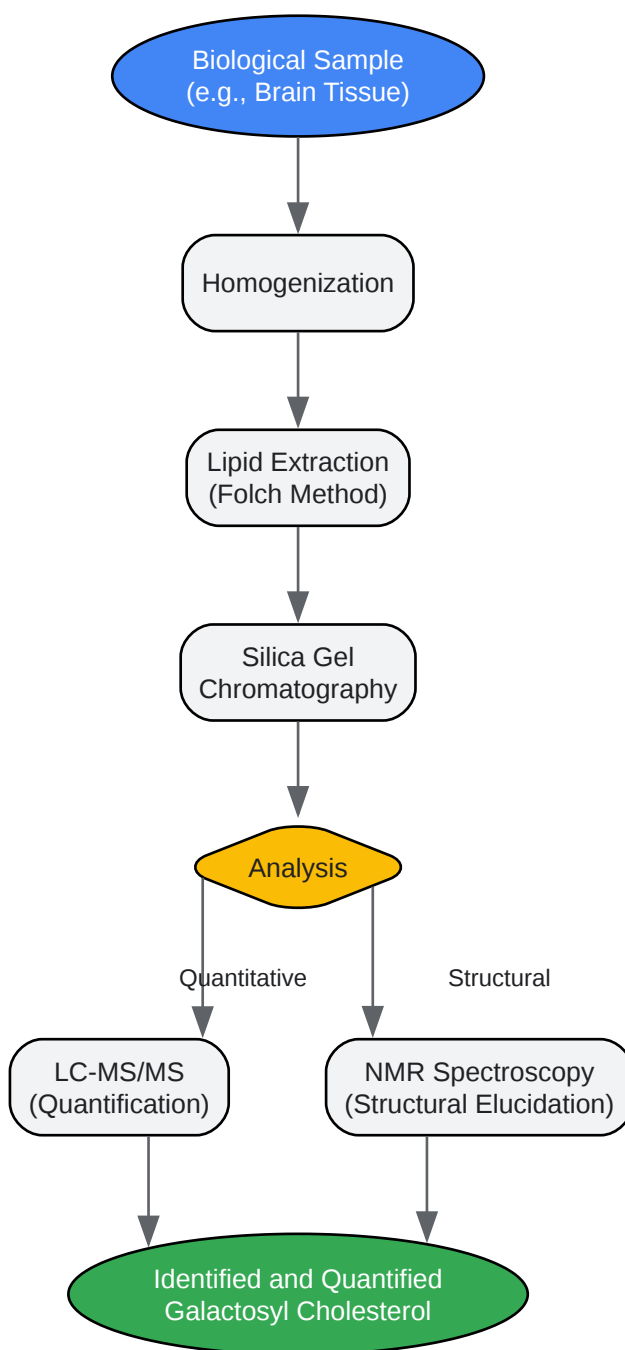 Biological Sample
(e.g., Brain Tissue)
Homogenization
Lipid Extraction
(Folch Method)
Silica Gel
Chromatography
Analysis
Quantitative
Structural
LC-MS/MS
(Quantification)
NMR Spectroscopy
(Structural Elucidation)
Identified and Quantified
Galactosyl Cholesterol